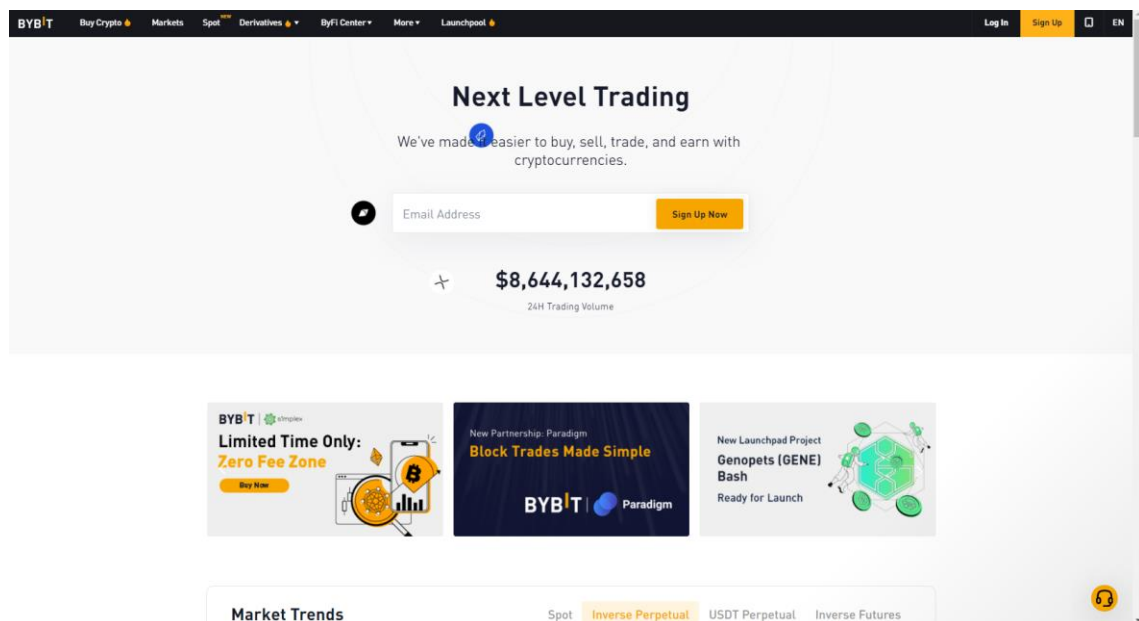 BYBIT Buy Crypto Markets Spot NEW Derivatives ByFi Center More Launchpool Log In Sign Up EN
Next Level Trading
We've made it easier to buy, sell, trade, and earn with
cryptocurrencies.
Email Address Sign Up Now
$8,644,132,658
24H Trading Volume
BYBIT simplex
Limited Time Only:
Zero Fee Zone
Buy Now
New Partnership: Paradigm
Block Trades Made Simple
BYBIT Paradigm
New Launchpad Project
Genopets (GENE)
Bash
Ready for Launch
Market Trends Spot Inverse Perpetual USDT Perpetual Inverse Futures